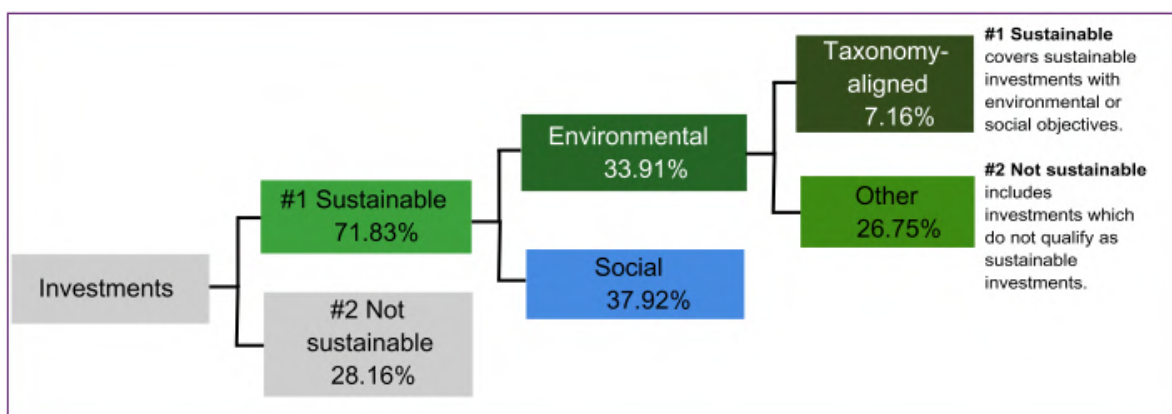 Investments
#1 Sustainable
71.83%
#2 Not
sustainable
28.16%
Environmental
33.91%
Social
37.92%
Taxonomy-
aligned
7.16%
Other
26.75%
#1 Sustainable
covers sustainable
investments with
environmental or
social objectives.
#2 Not sustainable
includes
investments which
do not qualify as
sustainable
investments.